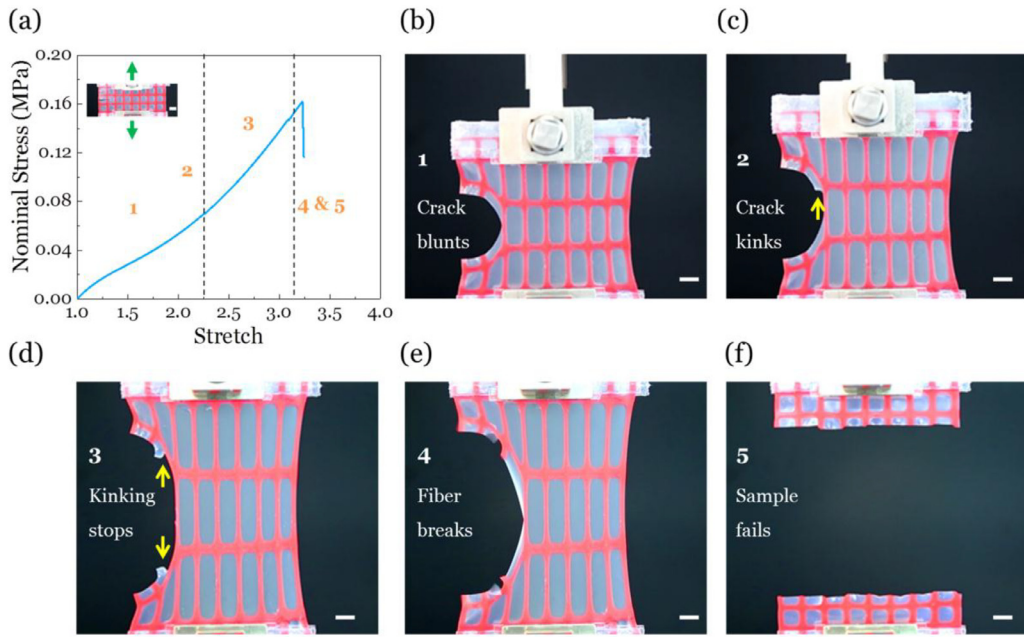 (a)
0.20
0.16
0.12
0.08
0.04
0.00
Nominal Stress (MPa)
1
2
3
4 & 5
1.0 1.5 2.0 2.5 3.0 3.5 4.0
Stretch
(b)
1
Crack
blunts
(c)
2
Crack
kinks
(d)
3
Kinking
stops
(e)
4
Fiber
breaks
(f)
5
Sample
fails